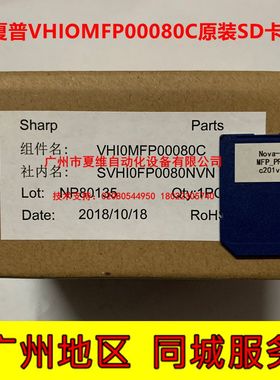 夏普VHIOMFP00080C原装SD卡
Sharp Parts
组件名: VHI0MFP00080C
广州市夏维自动化设备有限公司
社内名: SVHI0FP0080NVN
Lot: NP80135 Qty:1PC
Nova-
MFP_PR
c201v
Date: 2018/10/18 RoHS
广州地区 同城服务